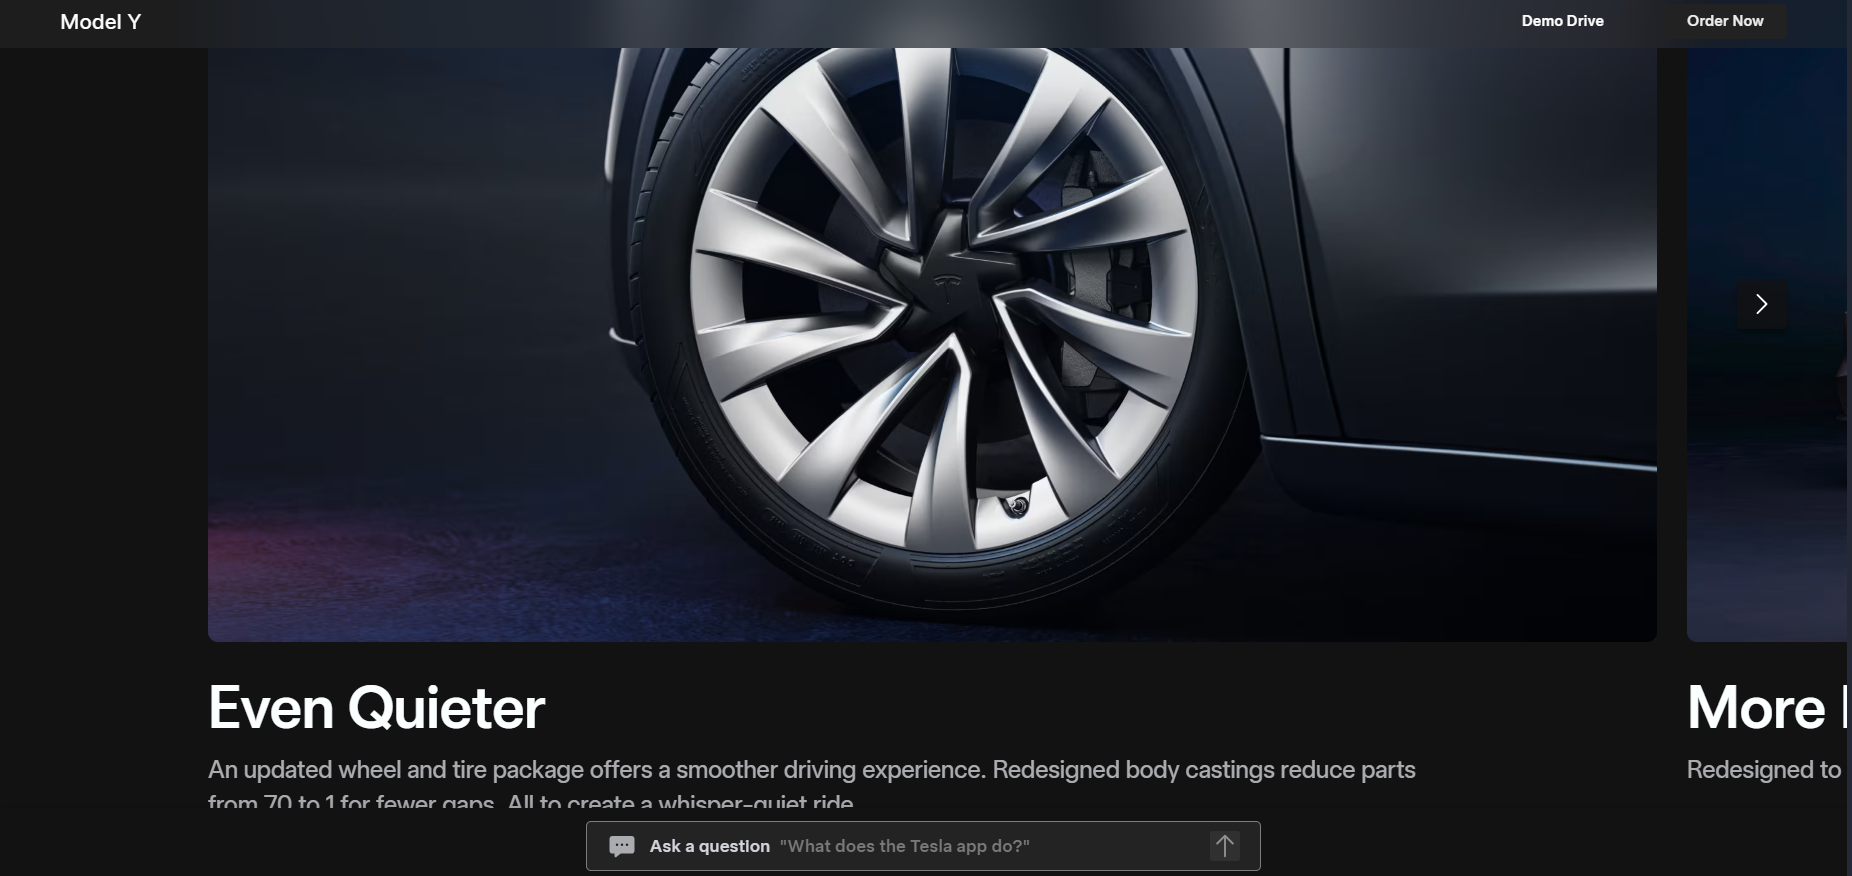 Model Y
Demo Drive
Order Now
Even Quieter
An updated wheel and tire package offers a smoother driving experience. Redesigned body castings reduce parts
from 70 to 1 for fewer gaps. All to create a whisper-quiet ride
More
Redesigned to
Ask a question "What does the Tesla app do?"